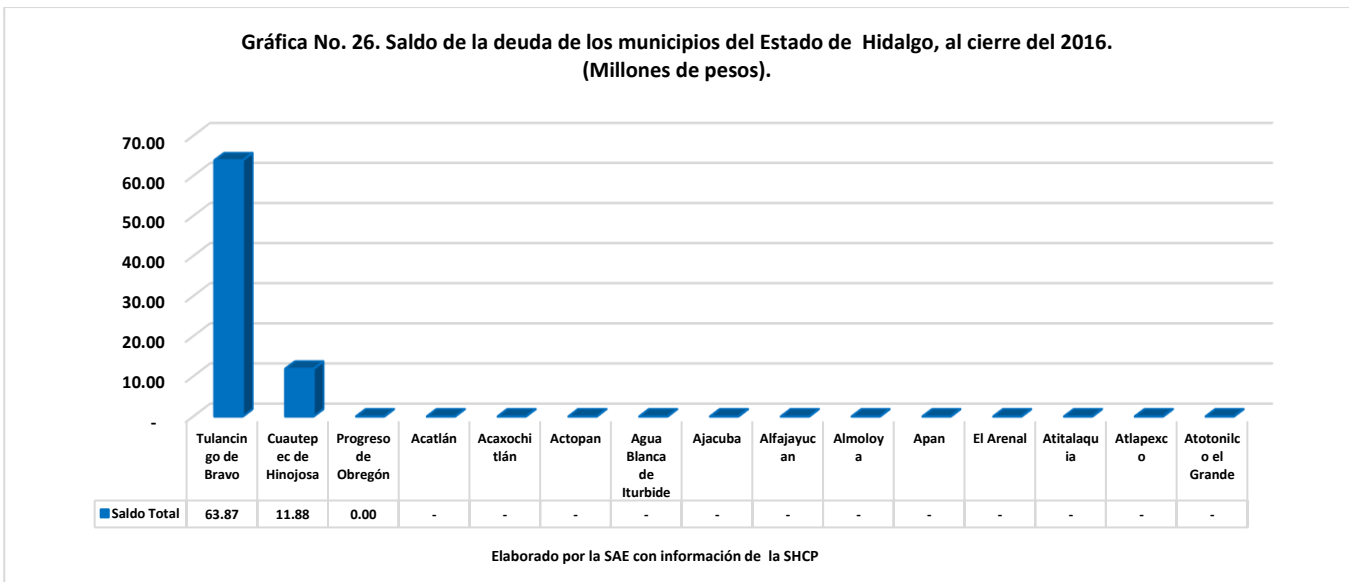 Gráfica No. 26. Saldo de la deuda de los municipios del Estado de Hidalgo, al cierre del 2016.
(Millones de pesos).
70.00
60.00
50.00
40.00
30.00
20.00
10.00
-
Tulancin
go de
Bravo
Cuautep
ec de
Hinojosa
Progreso
de
Obregón
Acatlán
Acaxochi
tlán
Actopan
Agua
Blanca
de
Iturbide
Ajacuba
Alfajayuc
an
Almoloy
a
Apan
El Arenal
Atitalaqu
ia
Atlapexc
o
Atotonilc
o el
Grande
Saldo Total 63.87 11.88 0.00 - - - - - - - - - - - -
Elaborado por la SAE con información de la SHCP